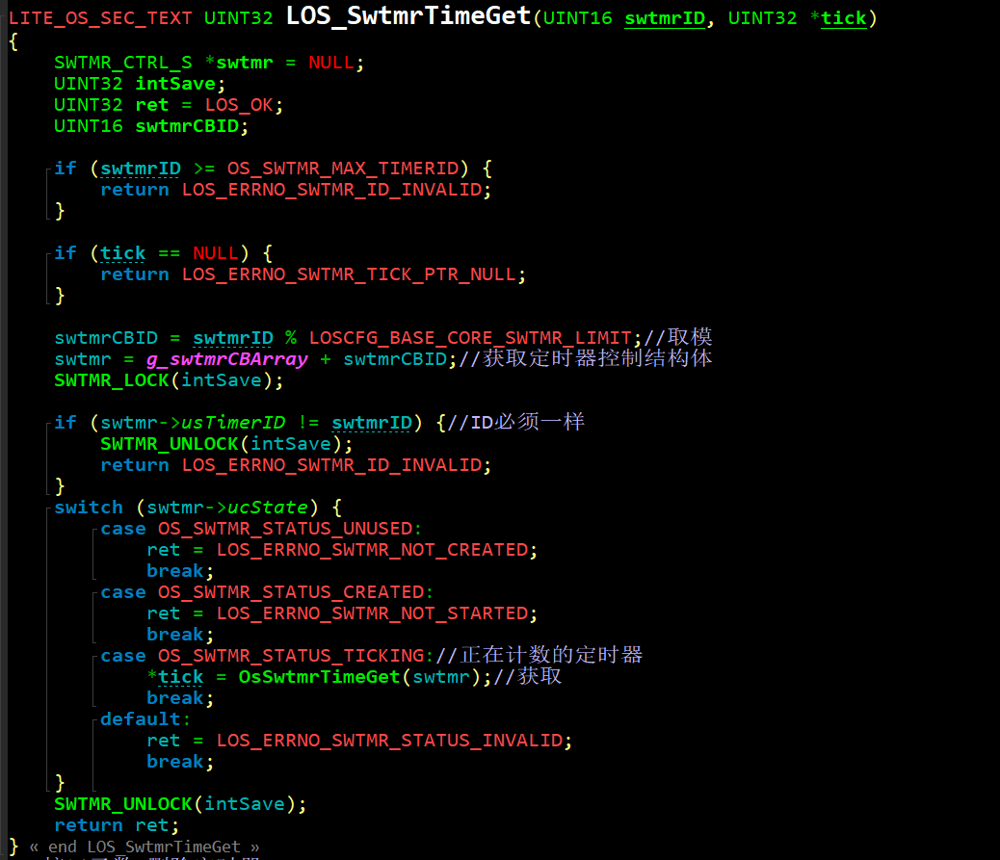 LITE_OS_SEC_TEXT UINT32 LOS_SwtmrTimeGet(UINT16 swtmrID, UINT32 *tick)
{
    SWTMR_CTRL_S *swtmr = NULL;
    UINT32 intSave;
    UINT32 ret = LOS_OK;
    UINT16 swtmrCBID;

    if (swtmrID >= OS_SWTMR_MAX_TIMERID) {
        return LOS_ERRNO_SWTMR_ID_INVALID;
    }

    if (tick == NULL) {
        return LOS_ERRNO_SWTMR_TICK_PTR_NULL;
    }

    swtmrCBID = swtmrID % LOSCFG_BASE_CORE_SWTMR_LIMIT;//取模
    swtmr = g_swtmrCBArray + swtmrCBID;//获取定时器控制结构体
    SWTMR_LOCK(intSave);

    if (swtmr->usTimerID != swtmrID) {//ID必须一样
        SWTMR_UNLOCK(intSave);
        return LOS_ERRNO_SWTMR_ID_INVALID;
    }
    switch (swtmr->ucState) {
        case OS_SWTMR_STATUS_UNUSED:
            ret = LOS_ERRNO_SWTMR_NOT_CREATED;
            break;
        case OS_SWTMR_STATUS_CREATED:
            ret = LOS_ERRNO_SWTMR_NOT_STARTED;
            break;
        case OS_SWTMR_STATUS_TICKING://正在计数的定时器
            *tick = OsSwtmrTimeGet(swtmr);//获取
            break;
        default:
            ret = LOS_ERRNO_SWTMR_STATUS_INVALID;
            break;
    }
    SWTMR_UNLOCK(intSave);
    return ret;
} « end LOS_SwtmrTimeGet »